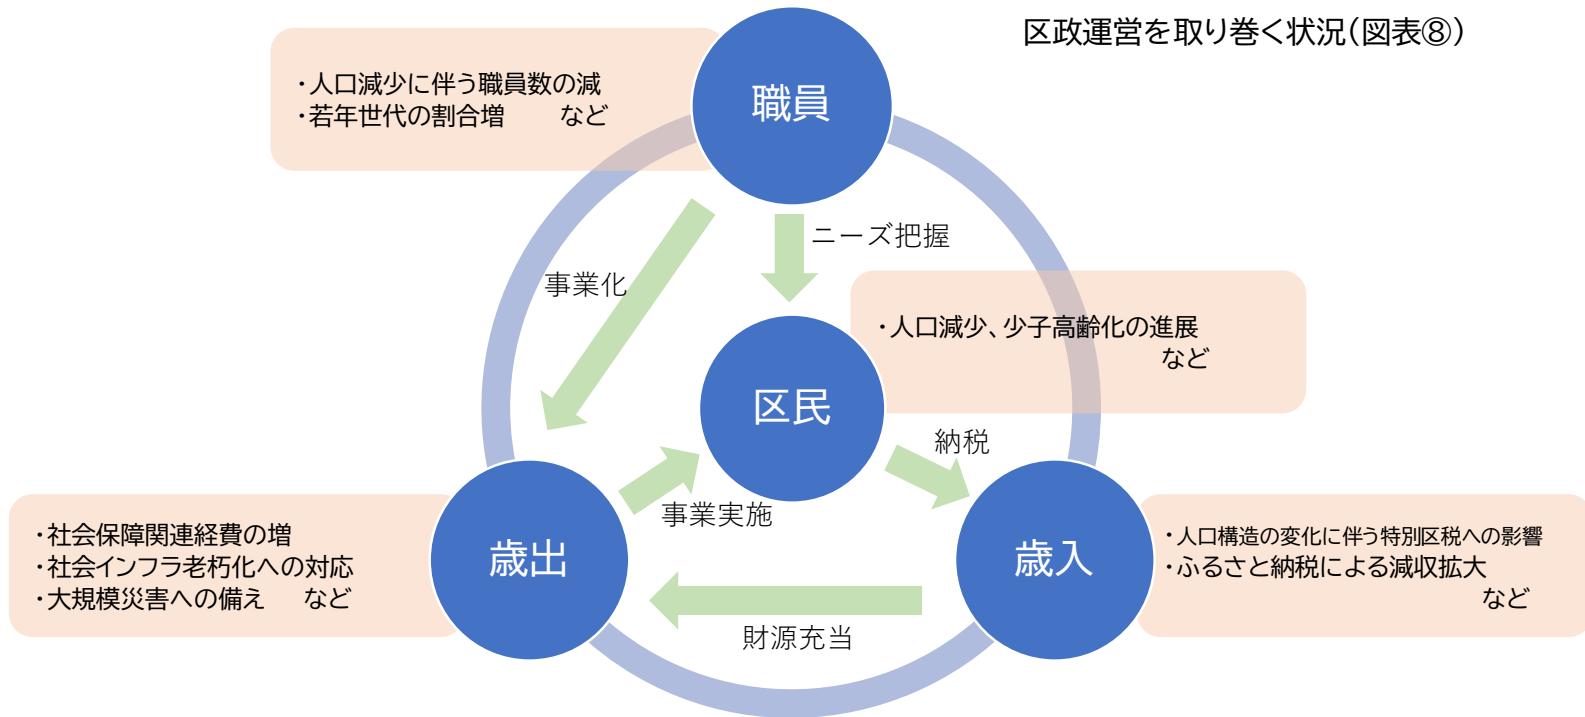 区政運営を取り巻く状況(図表⑧)
・人口減少に伴う職員数の減
・若年世代の割合増　　など
職員
ニーズ把握
事業化
・人口減少、少子高齢化の進展
など
区民
納税
事業実施
・社会保障関連経費の増
・社会インフラ老朽化への対応
・大規模災害への備え　など
歳出
歳入
・人口構造の変化に伴う特別区税への影響
・ふるさと納税による減収拡大
など
財源充当